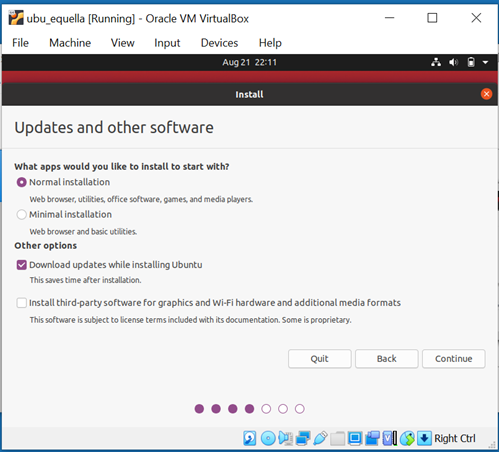 ubu_equella [Running] - Oracle VM VirtualBox
File Machine View Input Devices Help
Aug 21 22:11
Install
Updates and other software
What apps would you like to install to start with?
Normal installation
Web browser, utilities, office software, games, and media players.
Minimal installation
Web browser and basic utilities.
Other options
Download updates while installing Ubuntu
This saves time after installation.
Install third-party software for graphics and Wi-Fi hardware and additional media formats
This software is subject to license terms included with its documentation. Some is proprietary.
Quit Back Continue
Right Ctrl